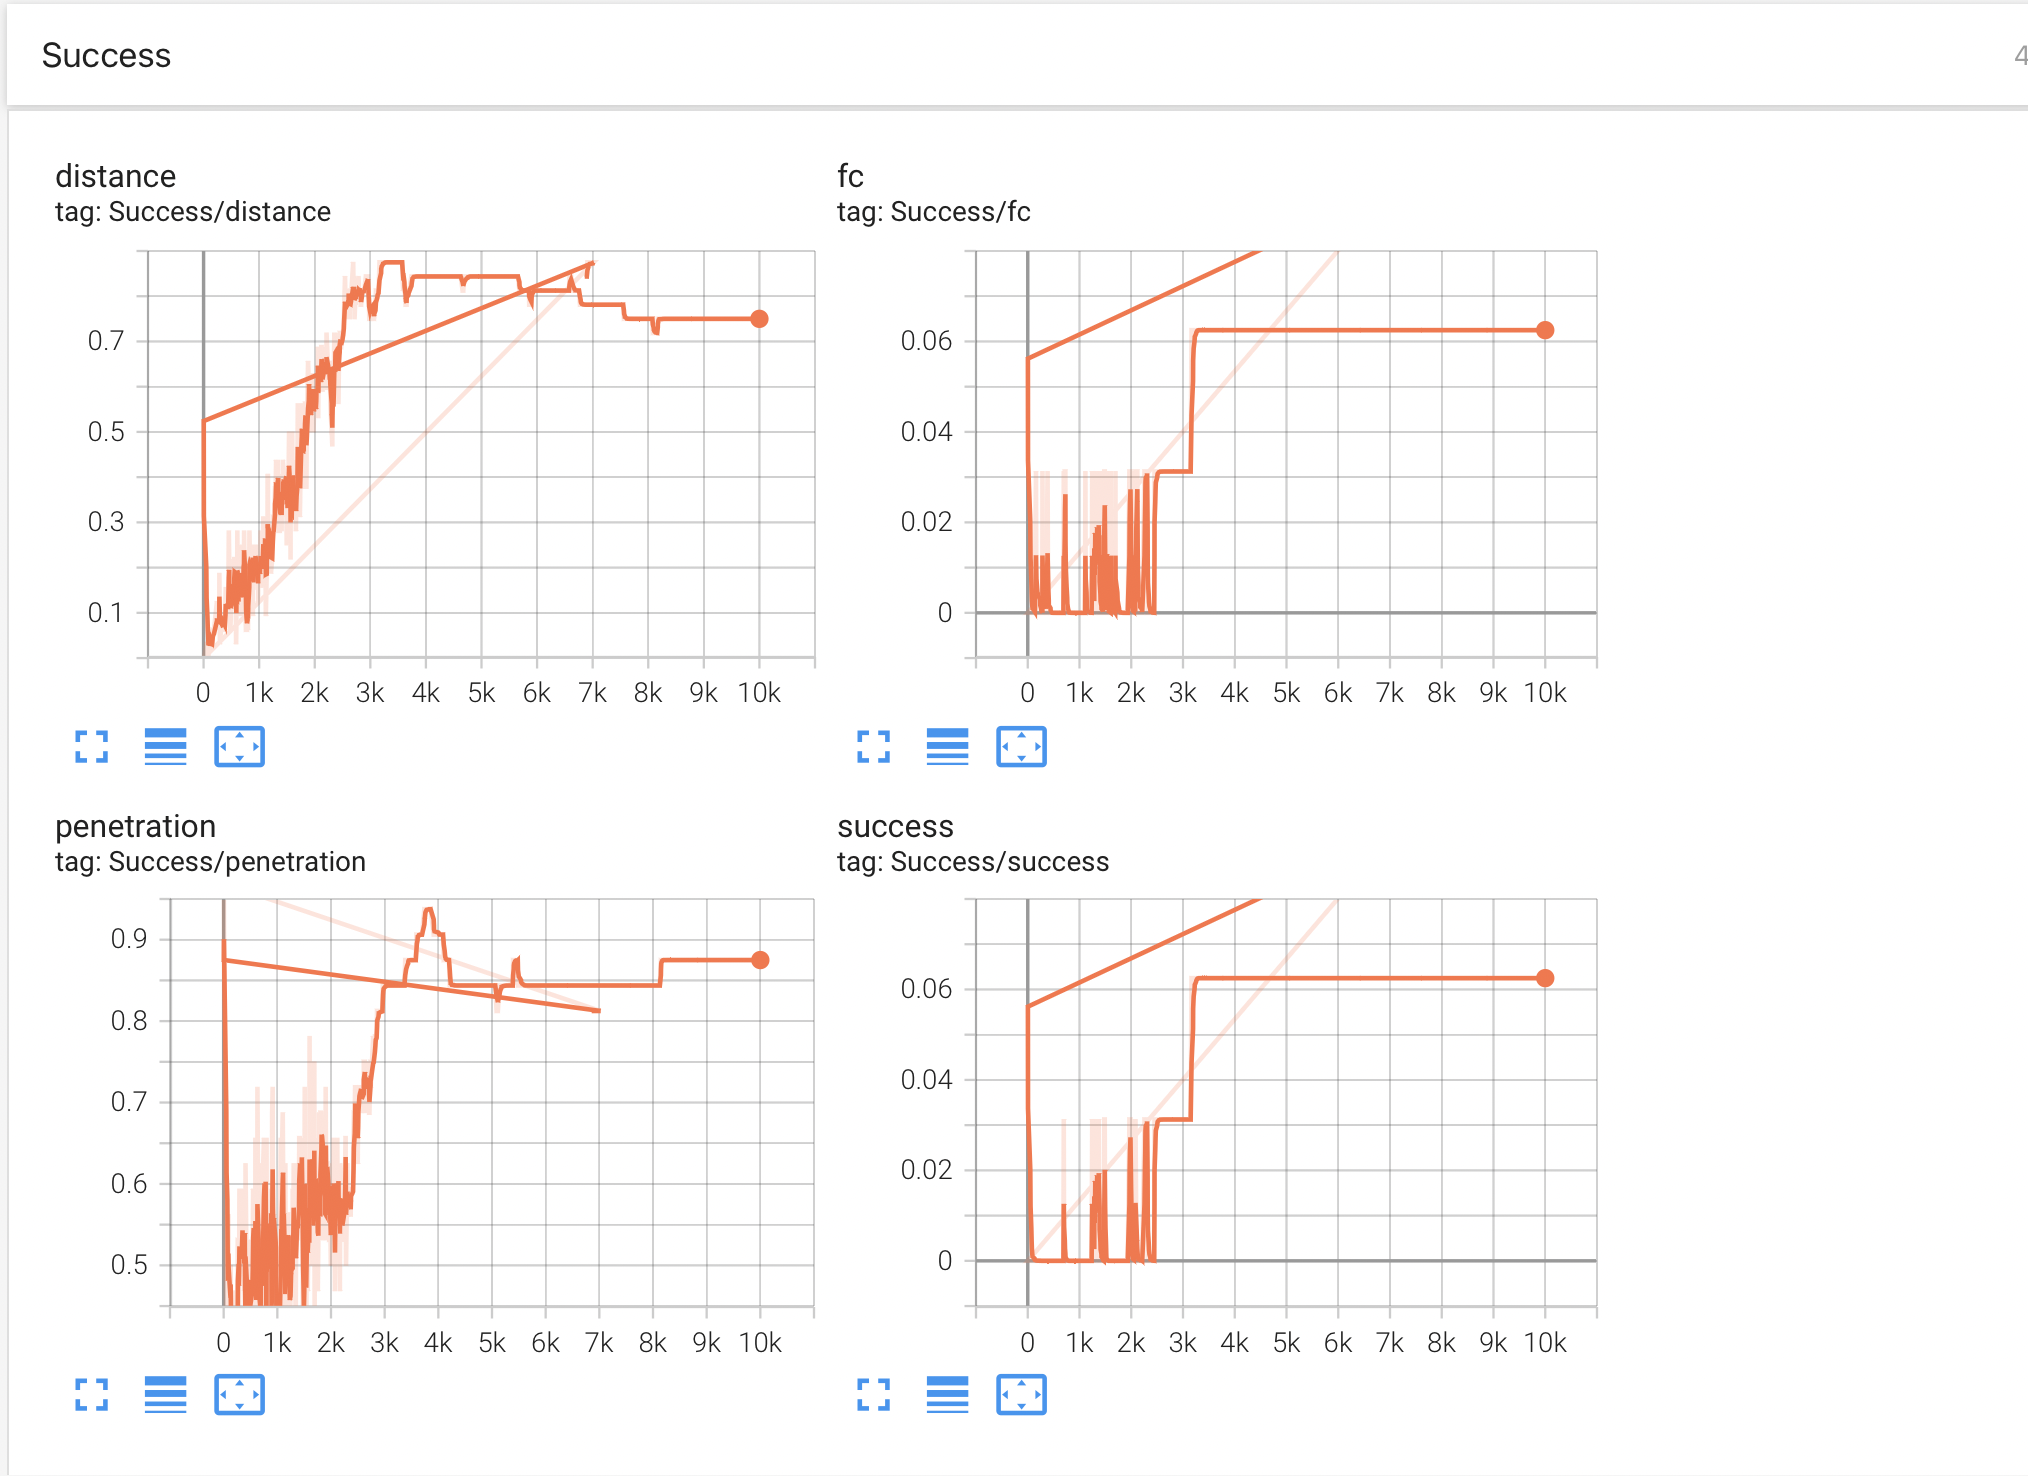 Success
4
distance
tag: Success/distance
0.7
0.5
0.3
0.1
0 1k 2k 3k 4k 5k 6k 7k 8k 9k 10k
fc
tag: Success/fc
0.06
0.04
0.02
0
0 1k 2k 3k 4k 5k 6k 7k 8k 9k 10k
penetration
tag: Success/penetration
0.9
0.8
0.7
0.6
0.5
0 1k 2k 3k 4k 5k 6k 7k 8k 9k 10k
success
tag: Success/success
0.06
0.04
0.02
0
0 1k 2k 3k 4k 5k 6k 7k 8k 9k 10k